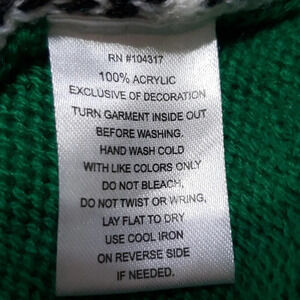 RN #104317
100% ACRYLIC
EXCLUSIVE OF DECORATION
TURN GARMENT INSIDE OUT
BEFORE WASHING.
HAND WASH COLD
WITH LIKE COLORS ONLY
DO NOT BLEACH,
DO NOT TWIST OR WRING,
LAY FLAT TO DRY
USE COOL IRON
ON REVERSE SIDE
IF NEEDED.